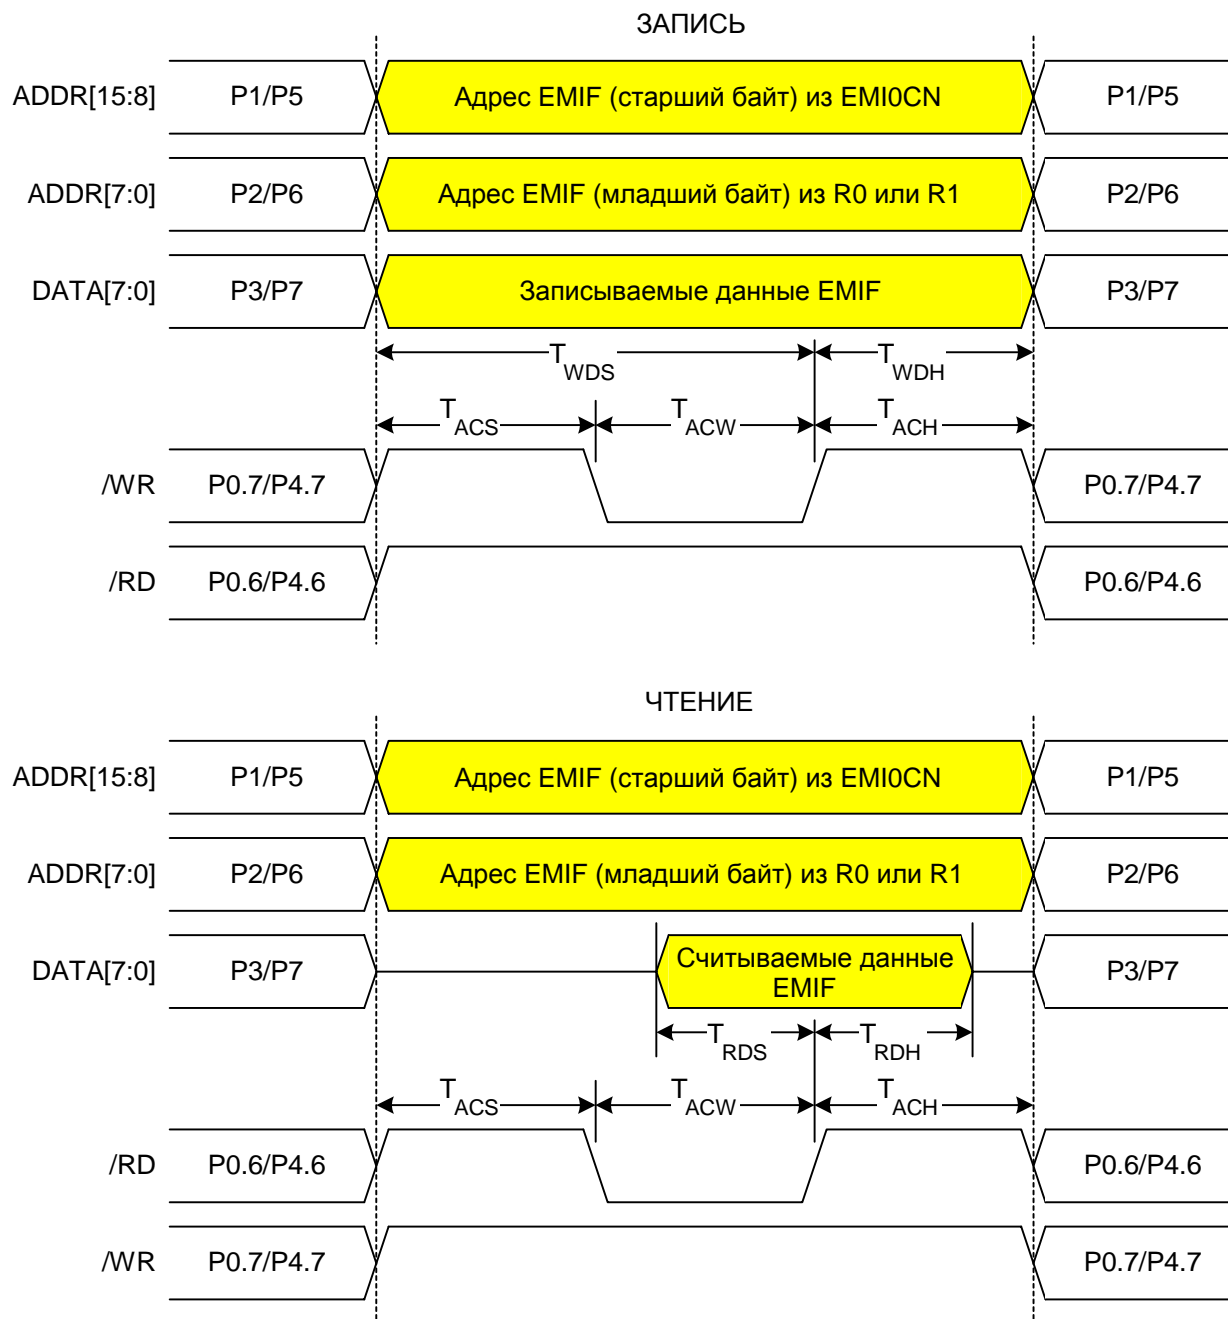 ЗАПИСЬ
ADDR[15:8] P1/P5 Адрес EMIF (старший байт) из EMI0CN P1/P5
ADDR[7:0] P2/P6 Адрес EMIF (младший байт) из R0 или R1 P2/P6
DATA[7:0] P3/P7 Записываемые данные EMIF P3/P7
TWDS TWDH
TACS TACW TACH
/WR P0.7/P4.7 P0.7/P4.7
/RD P0.6/P4.6 P0.6/P4.6
ЧТЕНИЕ
ADDR[15:8] P1/P5 Адрес EMIF (старший байт) из EMI0CN P1/P5
ADDR[7:0] P2/P6 Адрес EMIF (младший байт) из R0 или R1 P2/P6
DATA[7:0] P3/P7 Считываемые данные EMIF P3/P7
TRDS TRDH
TACS TACW TACH
/RD P0.6/P4.6 P0.6/P4.6
/WR P0.7/P4.7 P0.7/P4.7